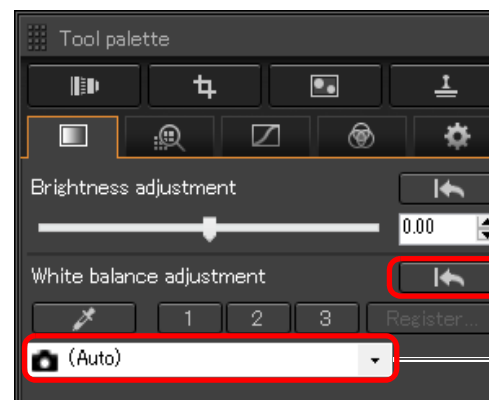 Tool palette
Brightness adjustment
0.00
White balance adjustment
1 2 3 Register...
(Auto)